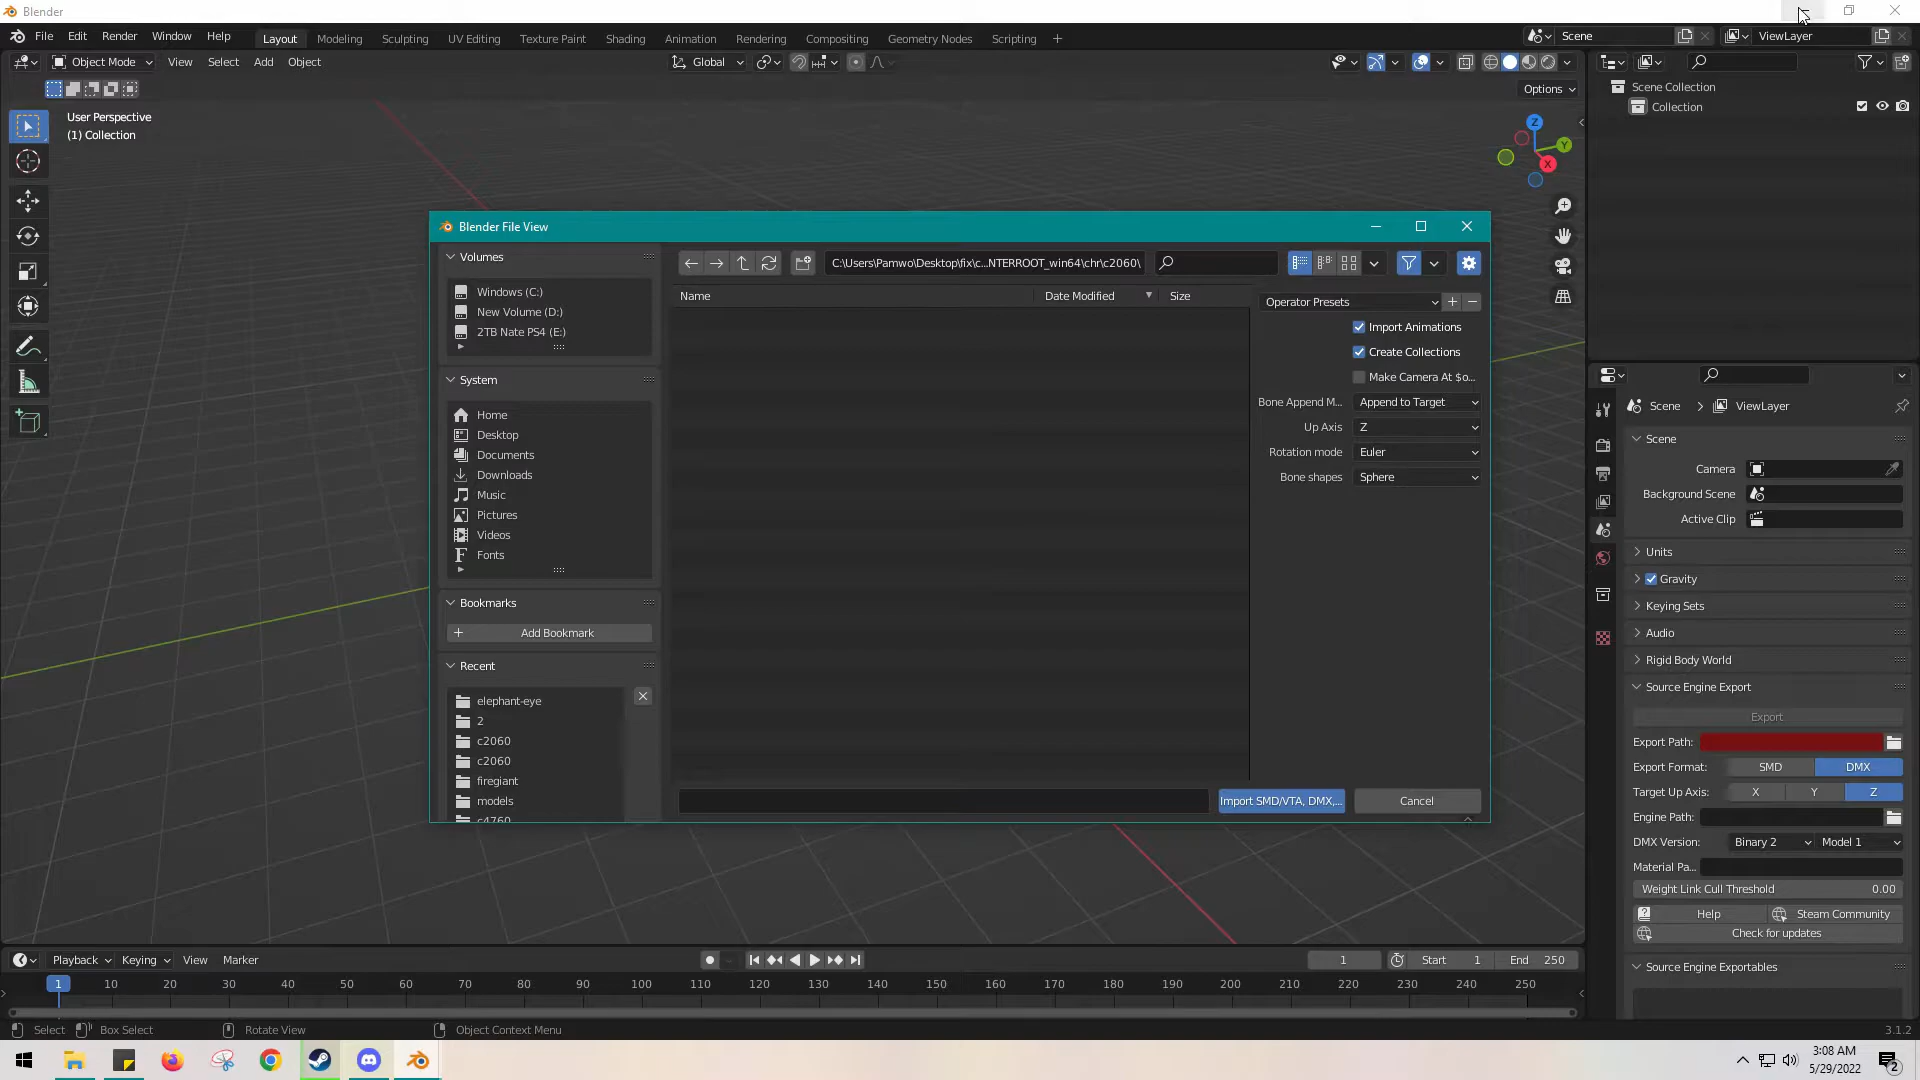 Blender
File Edit Render Window Help Layout Modeling Sculpting UV Editing Texture Paint Shading Animation Rendering Compositing Geometry Nodes Scripting + Scene ViewLayer
Object Mode View Select Add Object Global
Options
User Perspective
(1) Collection
Z
Y
X
Scene Collection
Collection
Blender File View
Volumes
Windows (C:)
New Volume (D:)
2TB Nate PS4 (E:)
System
Home
Desktop
Documents
Downloads
Music
Pictures
Videos
Fonts
Bookmarks
Add Bookmark
Recent
elephant-eye
2
c2060
c2060
firegiant
models
c4760
C:\Users\Pamwo\Desktop\fix\c...NTERROOT_win64\chr\c2060\
Name Date Modified Size
Operator Presets
Import Animations
Create Collections
Make Camera At $o...
Bone Append M... Append to Target
Up Axis Z
Rotation mode Euler
Bone shapes Sphere
Import SMD/VTA, DMX,... Cancel
Scene > ViewLayer
Scene
Camera
Background Scene
Active Clip
Units
Gravity
Keying Sets
Audio
Rigid Body World
Source Engine Export
Export
Export Path:
Export Format: SMD DMX
Target Up Axis: X Y Z
Engine Path:
DMX Version: Binary 2 Model 1
Material Pa...
Weight Link Cull Threshold 0.00
Help Steam Community
Check for updates
Source Engine Exportables
Playback Keying View Marker 1 Start 1 End 250
1 10 20 30 40 50 60 70 80 90 100 110 120 130 140 150 160 170 180 190 200 210 220 230 240 250
Select Box Select Rotate View Object Context Menu 3.1.2
3:08 AM
5/29/2022
2